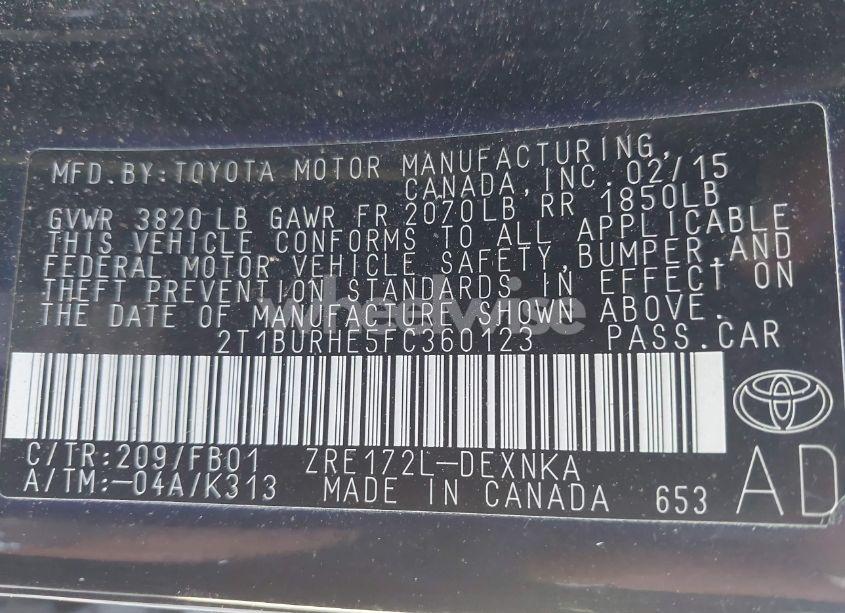 MFD. BY: TOYOTA MOTOR MANUFACTURING,
CANADA, INC. 02/15
GVWR 3820 LB GAWR FR 2070LB RR 1850LB
THIS VEHICLE CONFORMS TO ALL APPLICABLE
FEDERAL MOTOR VEHICLE SAFETY, BUMPER, AND
THEFT PREVENTION STANDARDS IN EFFECT ON
THE DATE OF MANUFACTURE SHOWN ABOVE.
wheelwise
2T1BURHE5FC360123 PASS. CAR
C/TR: 209/FB01 ZRE172L-DEXNKA
A/TM: -04A/K313 MADE IN CANADA 653
AD